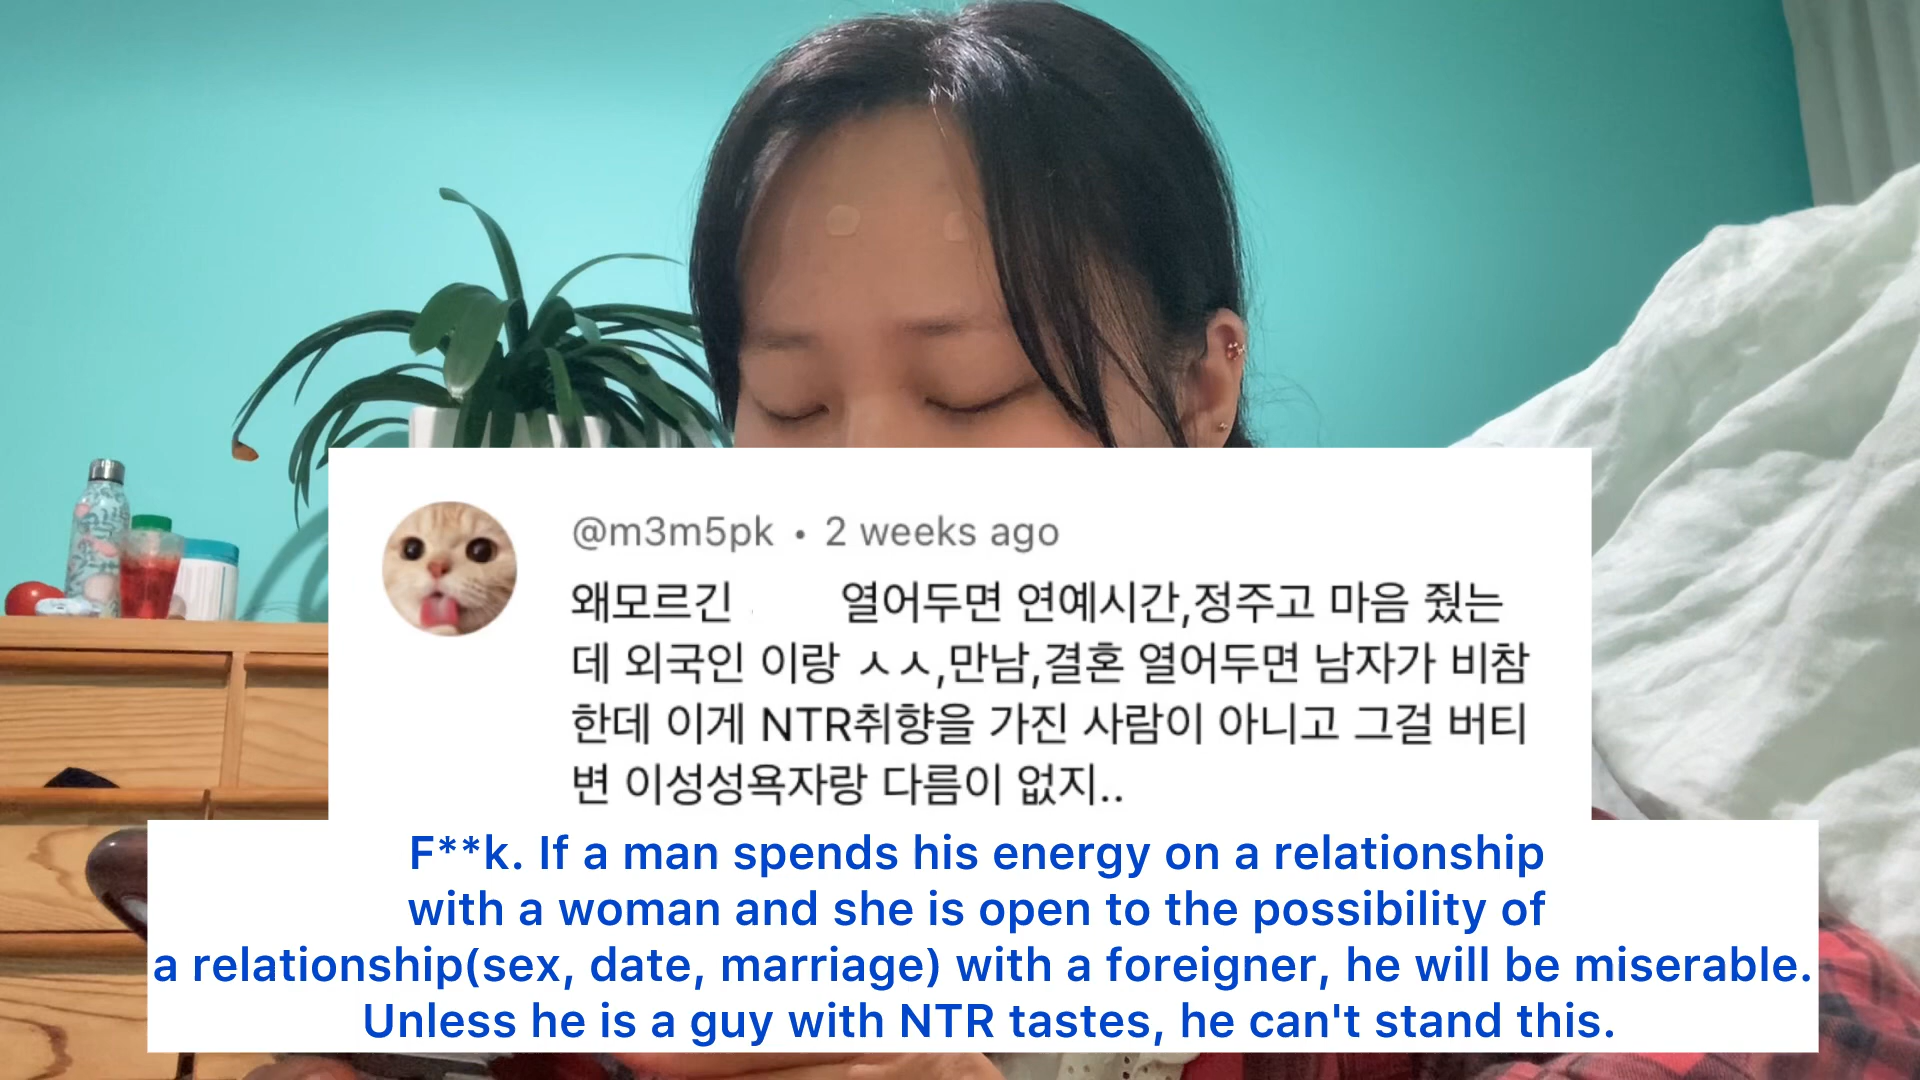 @m3m5pk • 2 weeks ago
왜모르긴 열어두면 연예시간,정주고 마음 줬는
데 외국인 이랑 ㅅㅅ,만남,결혼 열어두면 남자가 비참
한데 이게 NTR취향을 가진 사람이 아니고 그걸 버티
변 이성성욕자랑 다름이 없지..
F**k. If a man spends his energy on a relationship
with a woman and she is open to the possibility of
a relationship(sex, date, marriage) with a foreigner, he will be miserable.
Unless he is a guy with NTR tastes, he can't stand this.